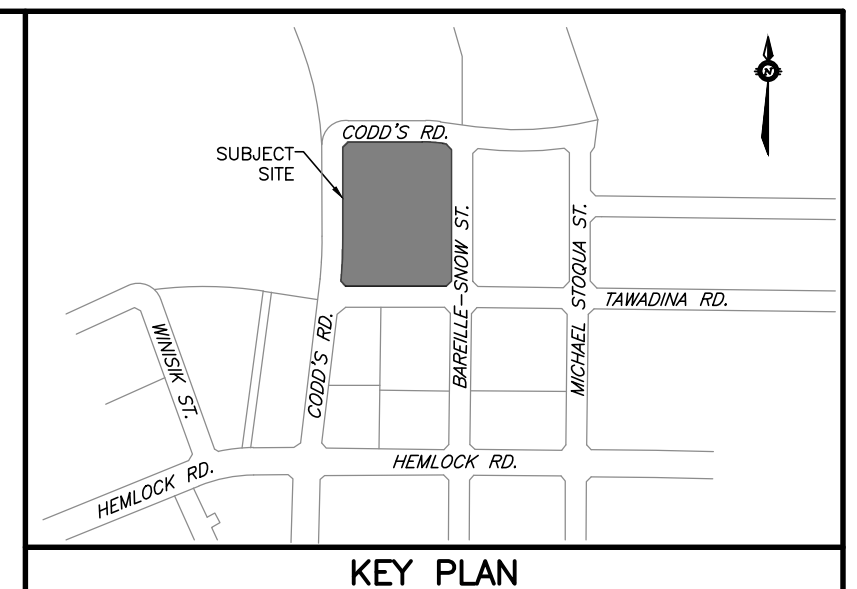 CODD'S RD.
N
SUBJECT
SITE
BAREILLE-SNOW ST.
MICHAEL STOQUA ST.
TAWADINA RD.
WINISIK ST.
CODD'S RD.
HEMLOCK RD.
HEMLOCK RD.
KEY PLAN